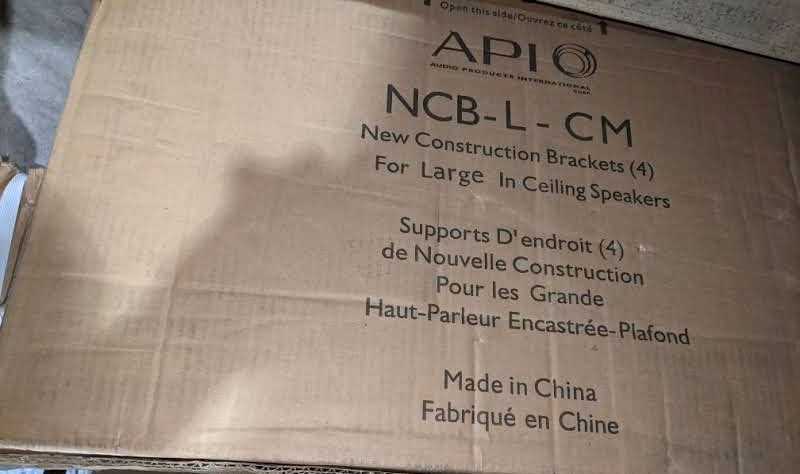 Open this side/Ouvrez ce côté
API
AUDIO PRODUCTS INTERNATIONAL
CORP.
NCB-L - CM
New Construction Brackets (4)
For Large In Ceiling Speakers
Supports D'endroit (4)
de Nouvelle Construction
Pour les Grande
Haut-Parleur Encastrée-Plafond
Made in China
Fabriqué en Chine